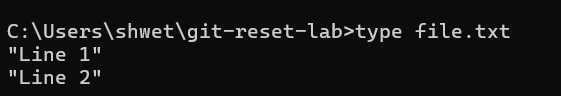 C:\Users\shwet\git-reset-lab>type file.txt
"Line 1"
"Line 2"